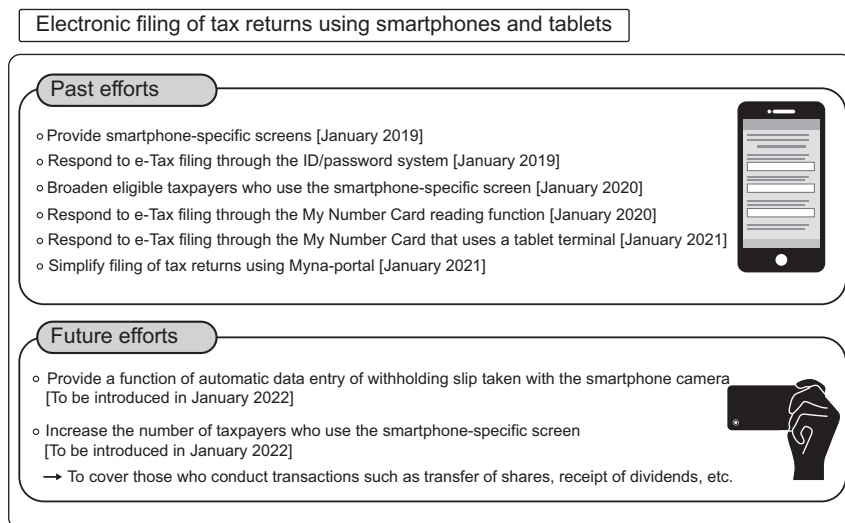 Electronic filing of tax returns using smartphones and tablets
Past efforts
○ Provide smartphone-specific screens [January 2019]
○ Respond to e-Tax filing through the ID/password system [January 2019]
○ Broaden eligible taxpayers who use the smartphone-specific screen [January 2020]
○ Respond to e-Tax filing through the My Number Card reading function [January 2020]
○ Respond to e-Tax filing through the My Number Card that uses a tablet terminal [January 2021]
○ Simplify filing of tax returns using Myna-portal [January 2021]
Future efforts
○ Provide a function of automatic data entry of withholding slip taken with the smartphone camera
[To be introduced in January 2022]
○ Increase the number of taxpayers who use the smartphone-specific screen
[To be introduced in January 2022]
→ To cover those who conduct transactions such as transfer of shares, receipt of dividends, etc.